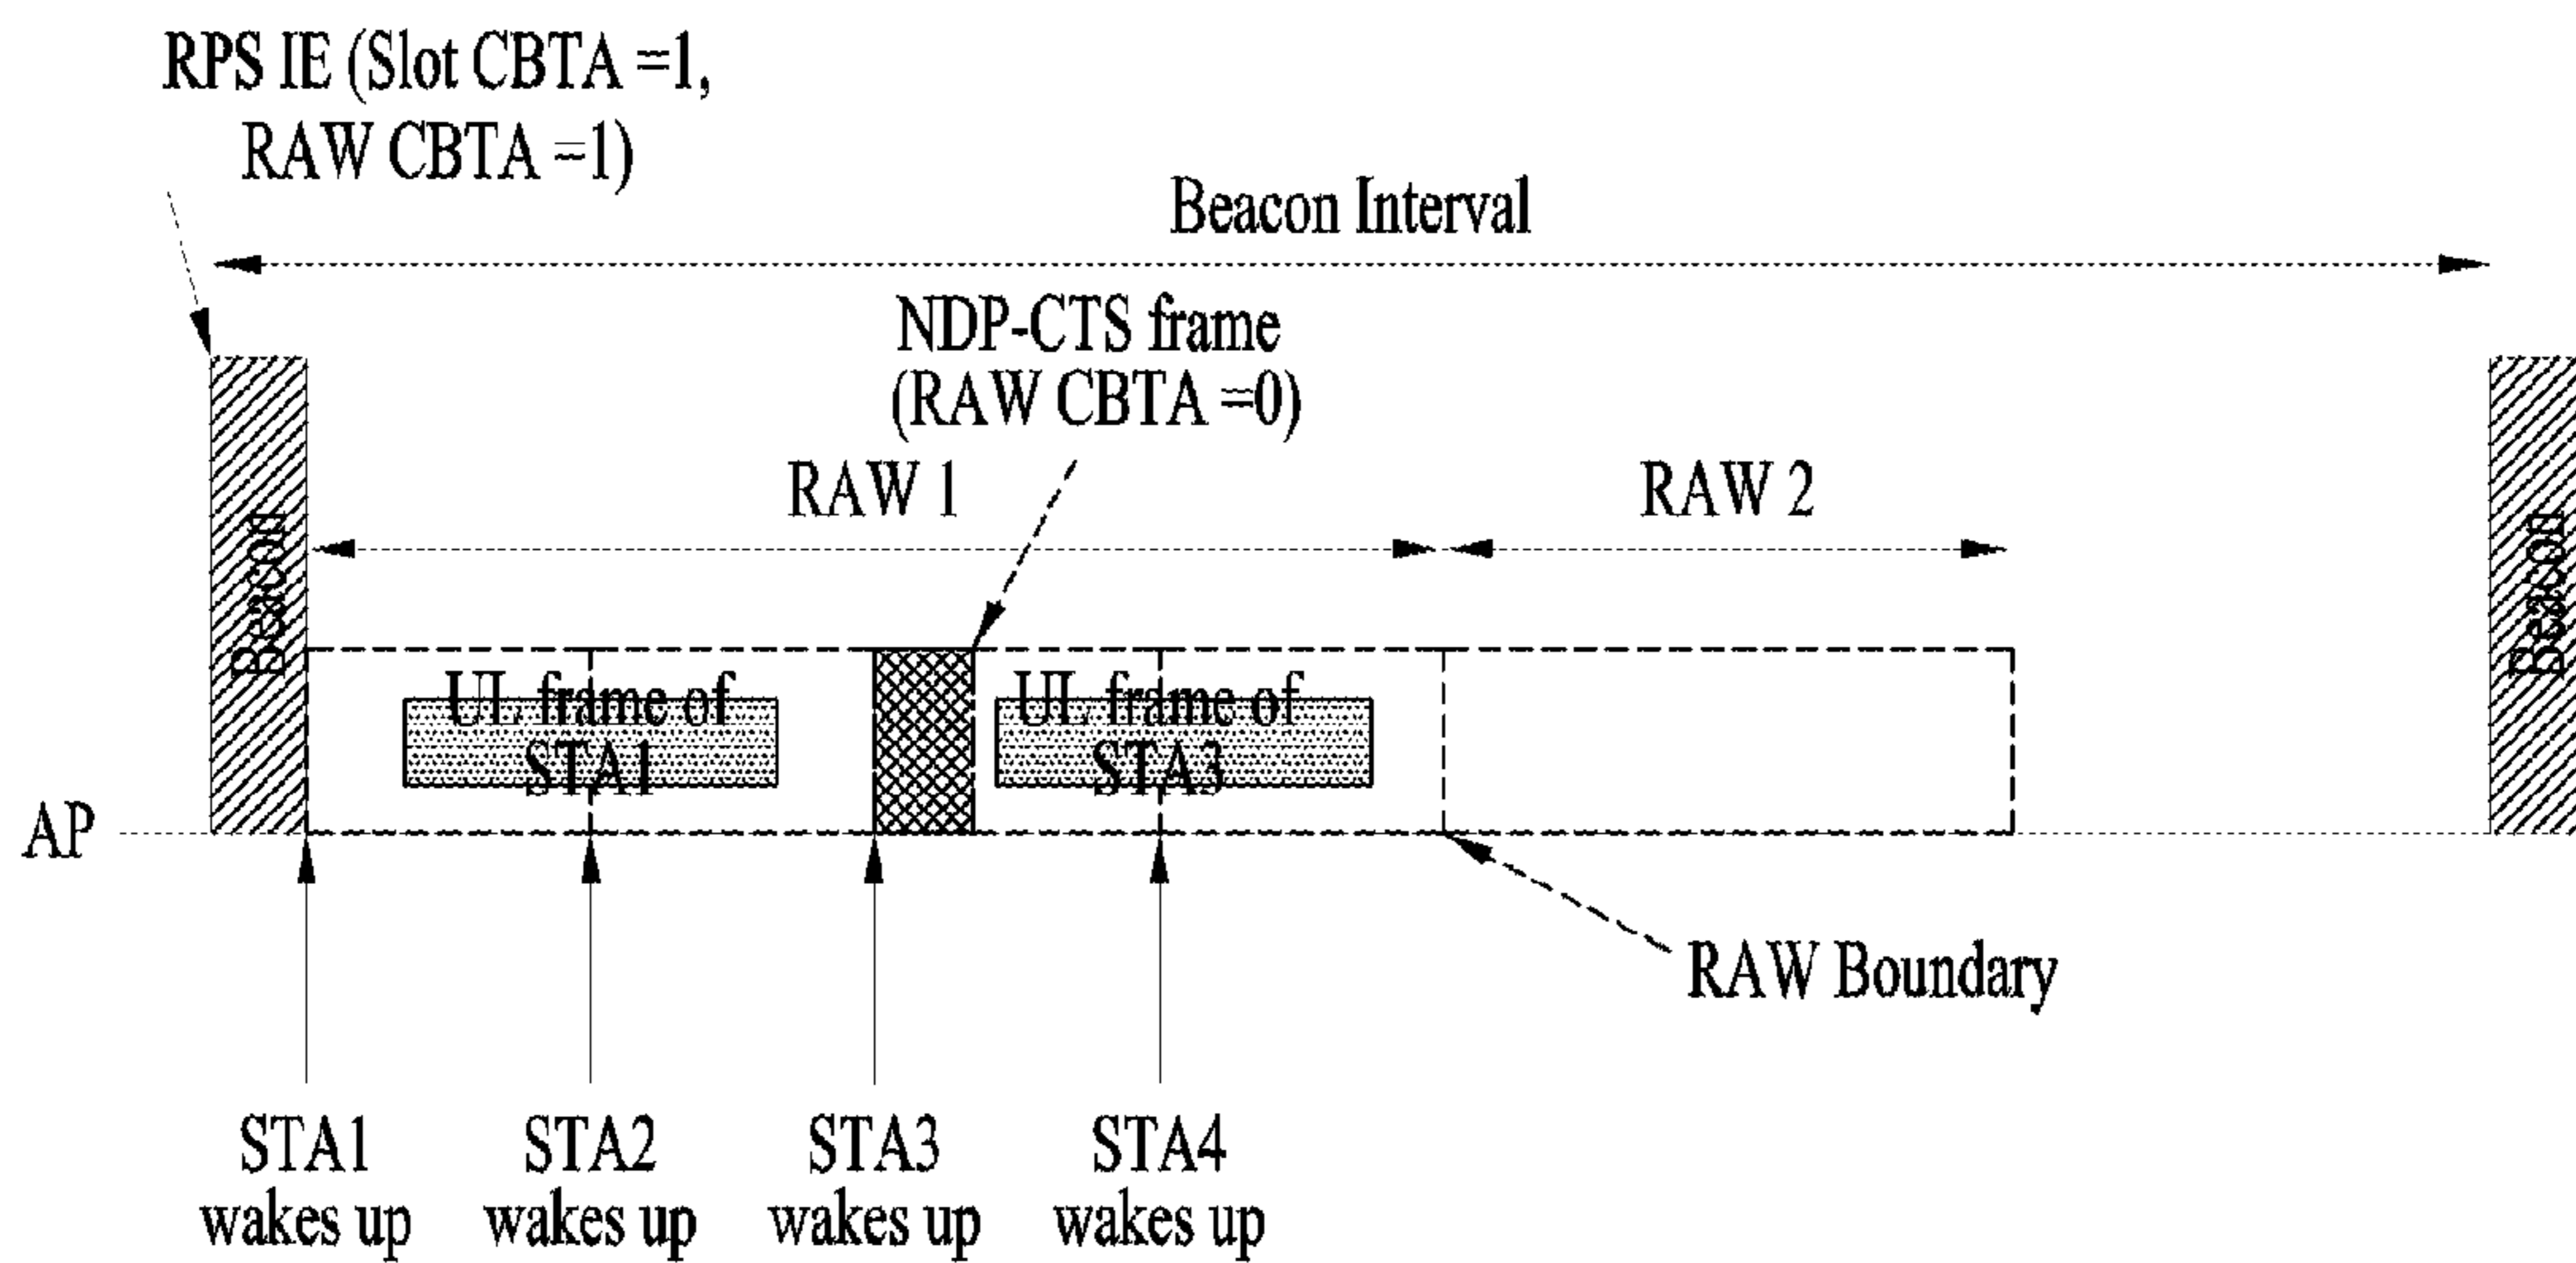 RPS IE (Slot CBTA =1,
RAW CBTA =1)
Beacon Interval
NDP-CTS frame
(RAW CBTA =0)
RAW 1
RAW 2
Beacon
Beacon
UL frame of
STA1
UL frame of
STA3
AP
RAW Boundary
STA1
wakes up
STA2
wakes up
STA3
wakes up
STA4
wakes up